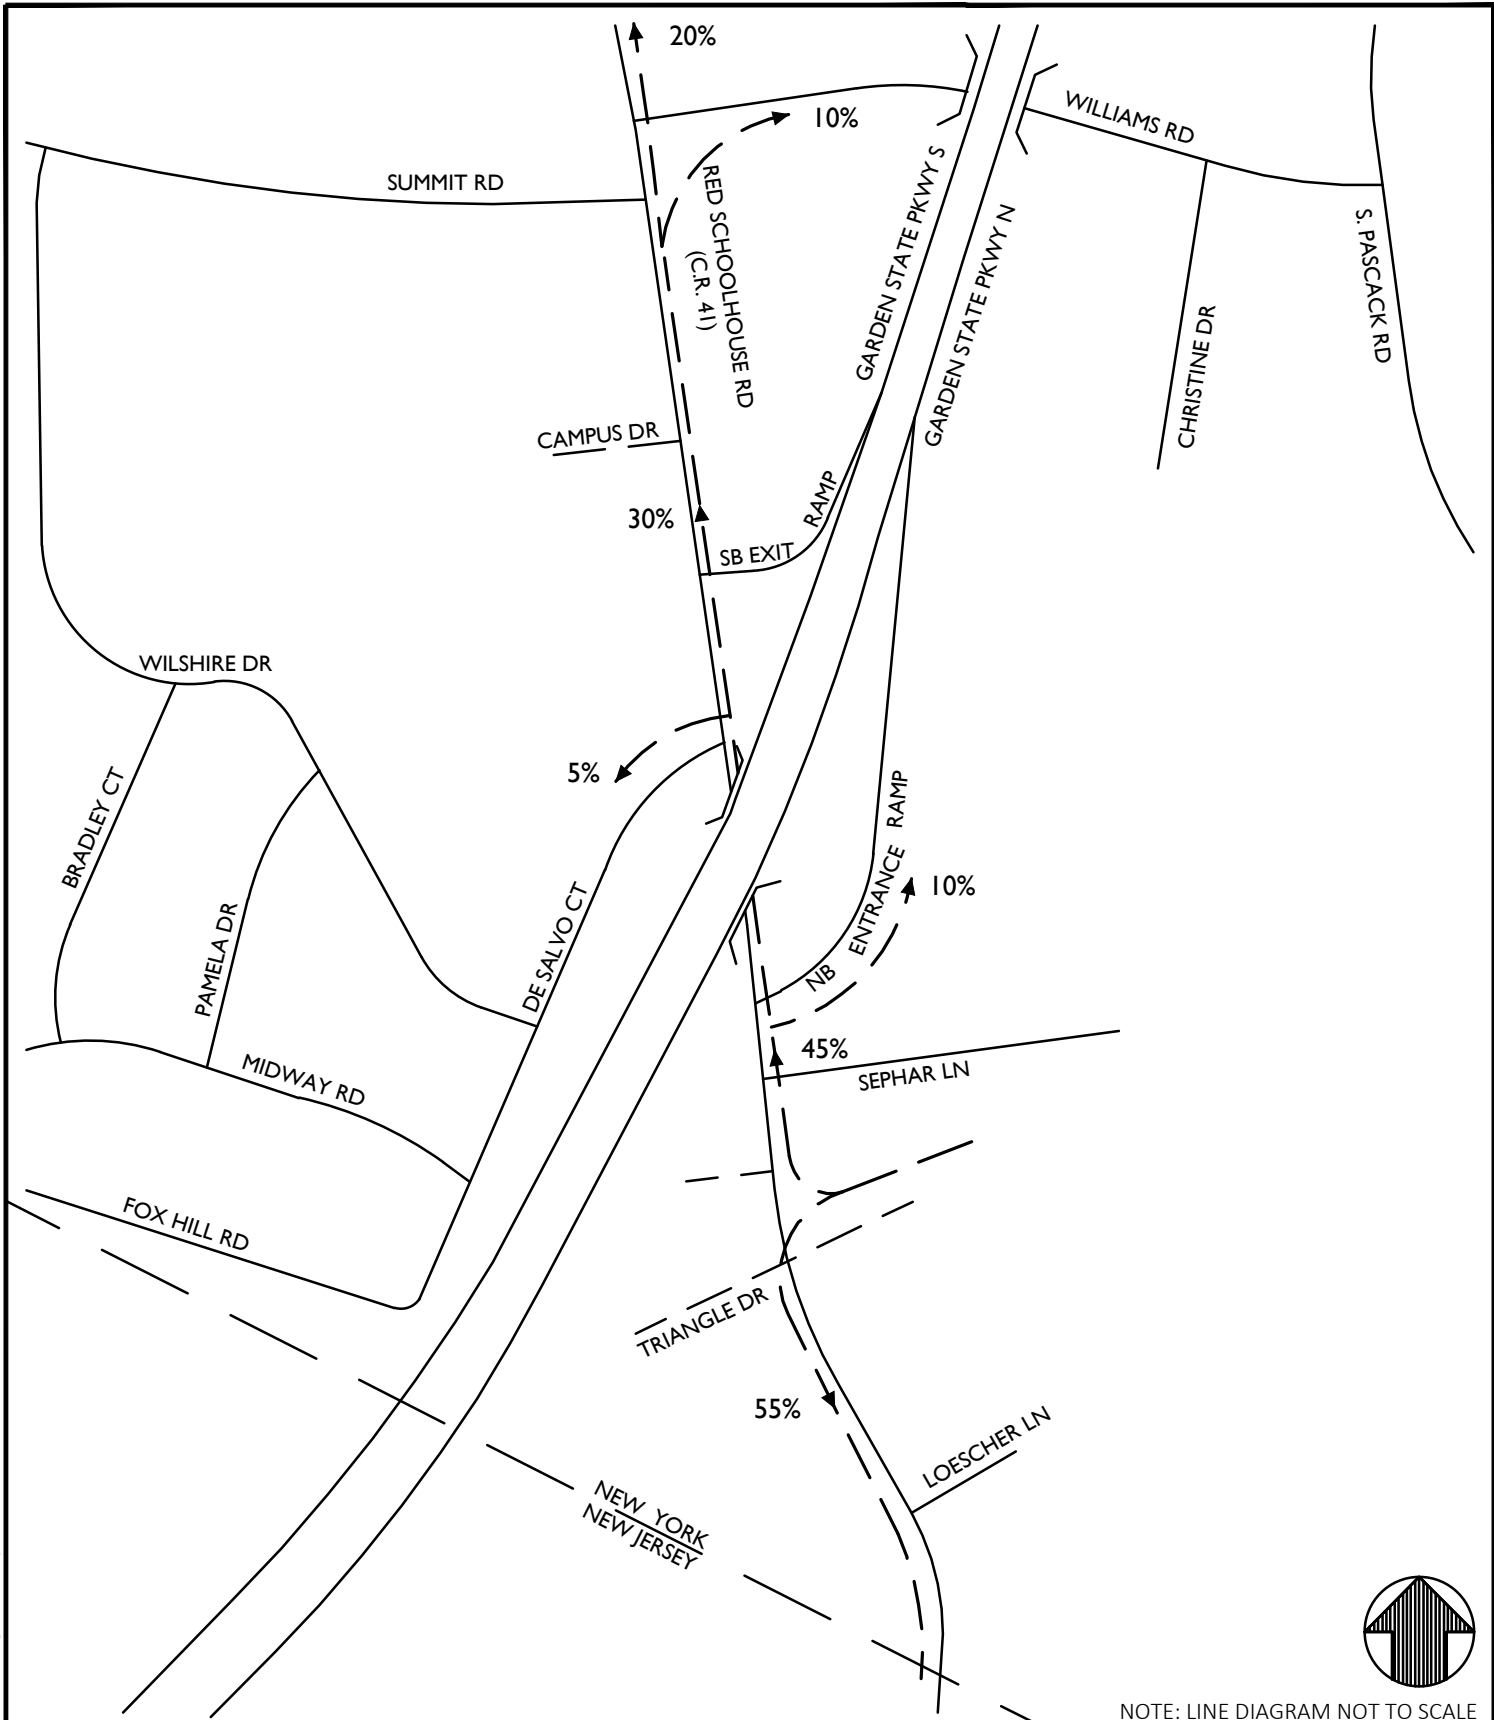 20%
10%
WILLIAMS RD
SUMMIT RD
RED SCHOOLHOUSE RD
(C.R. 41)
GARDEN STATE PKWY S
GARDEN STATE PKWY N
S. PASCACK RD
CHRISTINE DR
CAMPUS DR
30%
RAMP
SB EXIT
WILSHIRE DR
5%
BRADLEY CT
PAMELA DR
DE SALVO CT
NB ENTRANCE RAMP
10%
45%
SEPHAR LN
MIDWAY RD
FOX HILL RD
TRIANGLE DR
55%
LOESCHER LN
NEW YORK
NEW JERSEY
NOTE: LINE DIAGRAM NOT TO SCALE